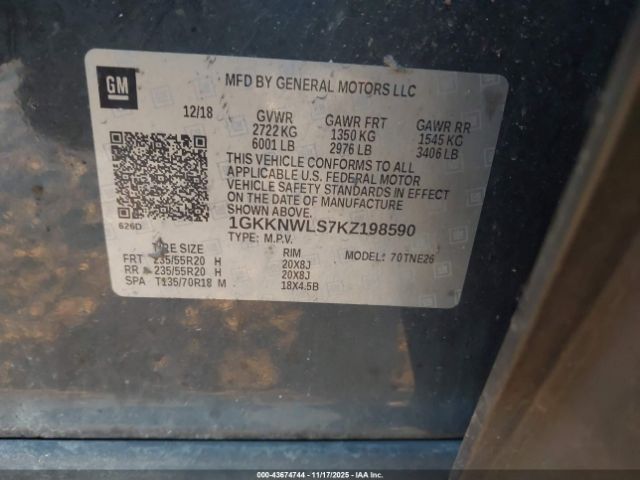 GM
MFD BY GENERAL MOTORS LLC
12/18 GVWR GAWR FRT GAWR RR
2722 KG 1350 KG 1545 KG
6001 LB 2976 LB 3406 LB
THIS VEHICLE CONFORMS TO ALL
APPLICABLE U.S. FEDERAL MOTOR
VEHICLE SAFETY STANDARDS IN EFFECT
ON THE DATE OF MANUFACTURE
SHOWN ABOVE.
626D
1GKKNWLS7KZ198590
TYPE: M.P.V.
TIRE SIZE RIM MODEL: 70TNE26
FRT 235/55R20 H 20X8J
RR 235/55R20 H 20X8J
SPA T135/70R18 M 18X4.5B
000-43674744 - 11/17/2025 - IAA Inc.